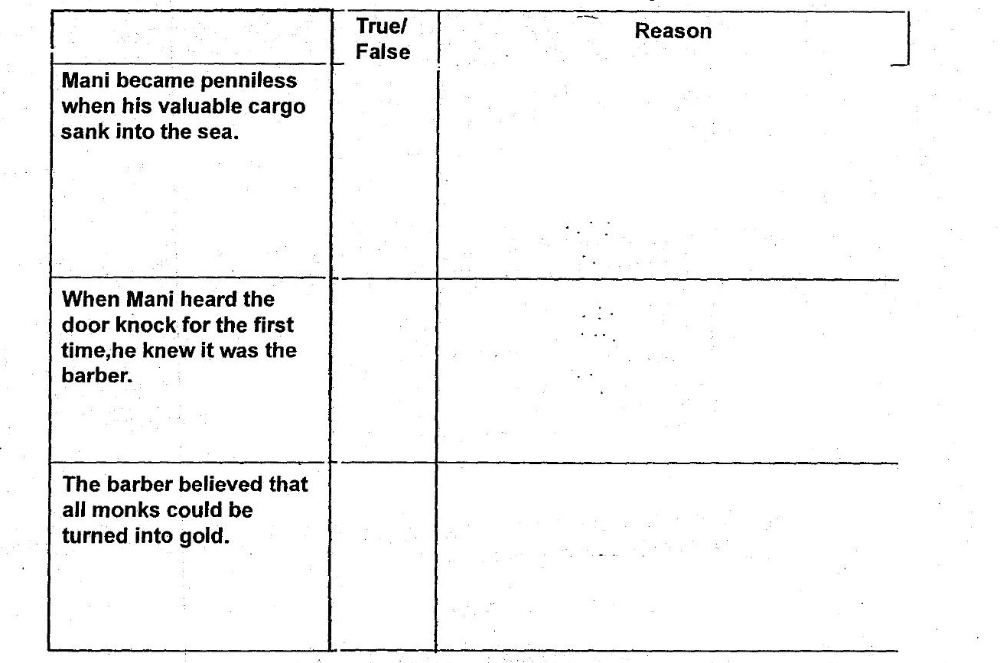 True/
False
Reason
Mani became penniless
when his valuable cargo
sank into the sea.
When Mani heard the
door knock for the first
time,he knew it was the
barber.
The barber believed that
all monks could be
turned into gold.